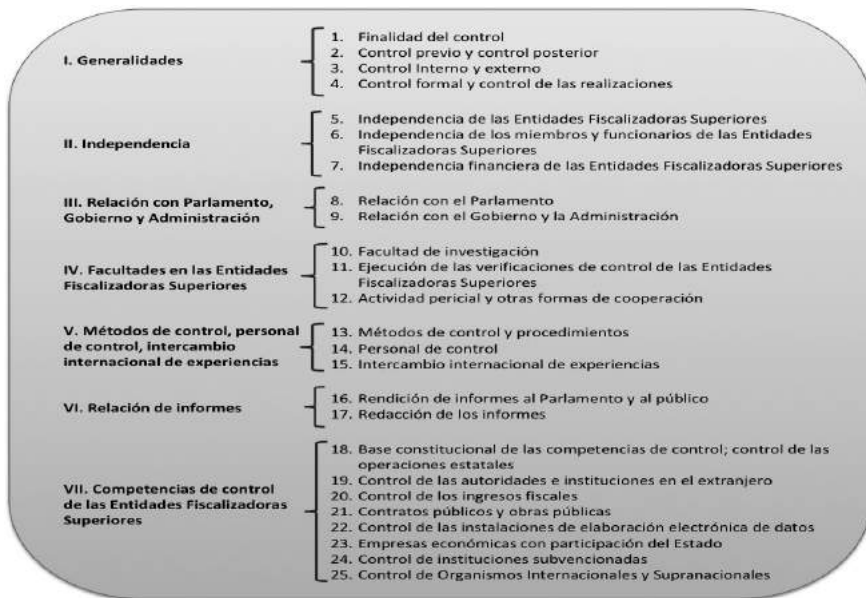 I. Generalidades
1. Finalidad del control
2. Control previo y control posterior
3. Control Interno y externo
4. Control formal y control de las realizaciones
II. Independencia
5. Independencia de las Entidades Fiscalizadoras Superiores
6. Independencia de los miembros y funcionarios de las Entidades
Fiscalizadoras Superiores
7. Independencia financiera de las Entidades Fiscalizadoras Superiores
III. Relación con Parlamento,
Gobierno y Administración
8. Relación con el Parlamento
9. Relación con el Gobierno y la Administración
IV. Facultades en las Entidades
Fiscalizadoras Superiores
10. Facultad de investigación
11. Ejecución de las verificaciones de control de las Entidades
Fiscalizadoras Superiores
12. Actividad pericial y otras formas de cooperación
V. Métodos de control, personal
de control, intercambio
internacional de experiencias
13. Métodos de control y procedimientos
14. Personal de control
15. Intercambio internacional de experiencias
VI. Relación de informes
16. Rendición de informes al Parlamento y al público
17. Redacción de los informes
VII. Competencias de control
de las Entidades Fiscalizadoras
Superiores
18. Base constitucional de las competencias de control; control de las
operaciones estatales
19. Control de las autoridades e instituciones en el extranjero
20. Control de los ingresos fiscales
21. Contratos públicos y obras públicas
22. Control de las instalaciones de elaboración electrónica de datos
23. Empresas económicas con participación del Estado
24. Control de instituciones subvencionadas
25. Control de Organismos Internacionales y Supranacionales